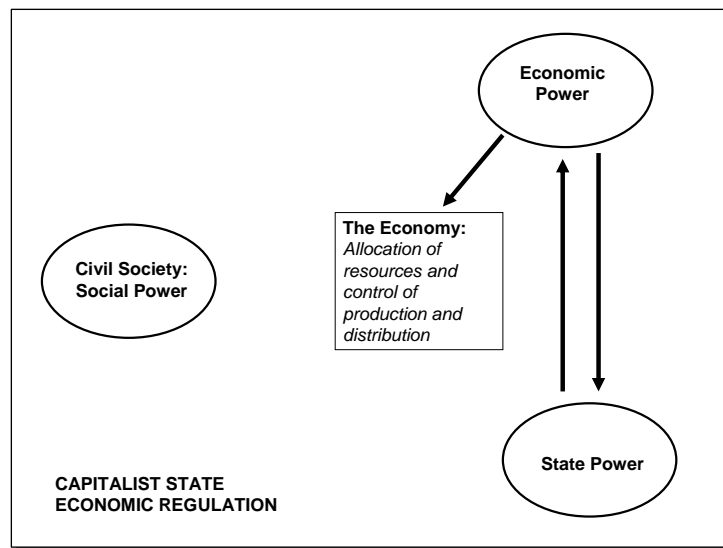 Economic
Power
The Economy:
Allocation of
resources and
control of
production and
distribution
Civil Society:
Social Power
State Power
CAPITALIST STATE
ECONOMIC REGULATION